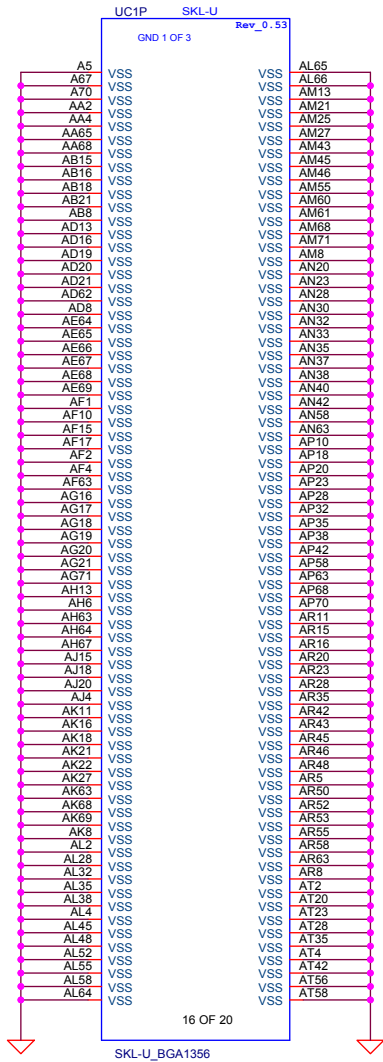 UC1P SKL-U
Rev_0.53
GND 1 OF 3
A5 VSS VSS AL65
A67 VSS VSS AL66
A70 VSS VSS AM13
AA2 VSS VSS AM21
AA4 VSS VSS AM25
AA65 VSS VSS AM27
AA68 VSS VSS AM43
AB15 VSS VSS AM45
AB16 VSS VSS AM46
AB18 VSS VSS AM55
AB21 VSS VSS AM60
AB8 VSS VSS AM61
AD13 VSS VSS AM68
AD16 VSS VSS AM71
AD19 VSS VSS AM8
AD20 VSS VSS AN20
AD21 VSS VSS AN23
AD62 VSS VSS AN28
AD8 VSS VSS AN30
AE64 VSS VSS AN32
AE65 VSS VSS AN33
AE66 VSS VSS AN35
AE67 VSS VSS AN37
AE68 VSS VSS AN38
AE69 VSS VSS AN40
AF1 VSS VSS AN42
AF10 VSS VSS AN58
AF15 VSS VSS AN63
AF17 VSS VSS AP10
AF2 VSS VSS AP18
AF4 VSS VSS AP20
AF63 VSS VSS AP23
AG16 VSS VSS AP28
AG17 VSS VSS AP32
AG18 VSS VSS AP35
AG19 VSS VSS AP38
AG20 VSS VSS AP42
AG21 VSS VSS AP58
AG71 VSS VSS AP63
AH13 VSS VSS AP68
AH6 VSS VSS AP70
AH63 VSS VSS AR11
AH64 VSS VSS AR15
AH67 VSS VSS AR16
AJ15 VSS VSS AR20
AJ18 VSS VSS AR23
AJ20 VSS VSS AR28
AJ4 VSS VSS AR35
AK11 VSS VSS AR42
AK16 VSS VSS AR43
AK18 VSS VSS AR45
AK21 VSS VSS AR46
AK22 VSS VSS AR48
AK27 VSS VSS AR5
AK63 VSS VSS AR50
AK68 VSS VSS AR52
AK69 VSS VSS AR53
AK8 VSS VSS AR55
AL2 VSS VSS AR58
AL28 VSS VSS AR63
AL32 VSS VSS AR8
AL35 VSS VSS AT2
AL38 VSS VSS AT20
AL4 VSS VSS AT23
AL45 VSS VSS AT28
AL48 VSS VSS AT35
AL52 VSS VSS AT4
AL55 VSS VSS AT42
AL58 VSS VSS AT56
AL64 VSS VSS AT58
16 OF 20
SKL-U_BGA1356